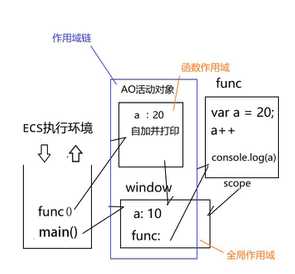 作用域链
AO活动对象
函数作用域
a ：20
自加并打印
func
var a = 20;
a++
console.log(a)
scope
ECS执行环境
func()
main()
window
a: 10
func:
全局作用域